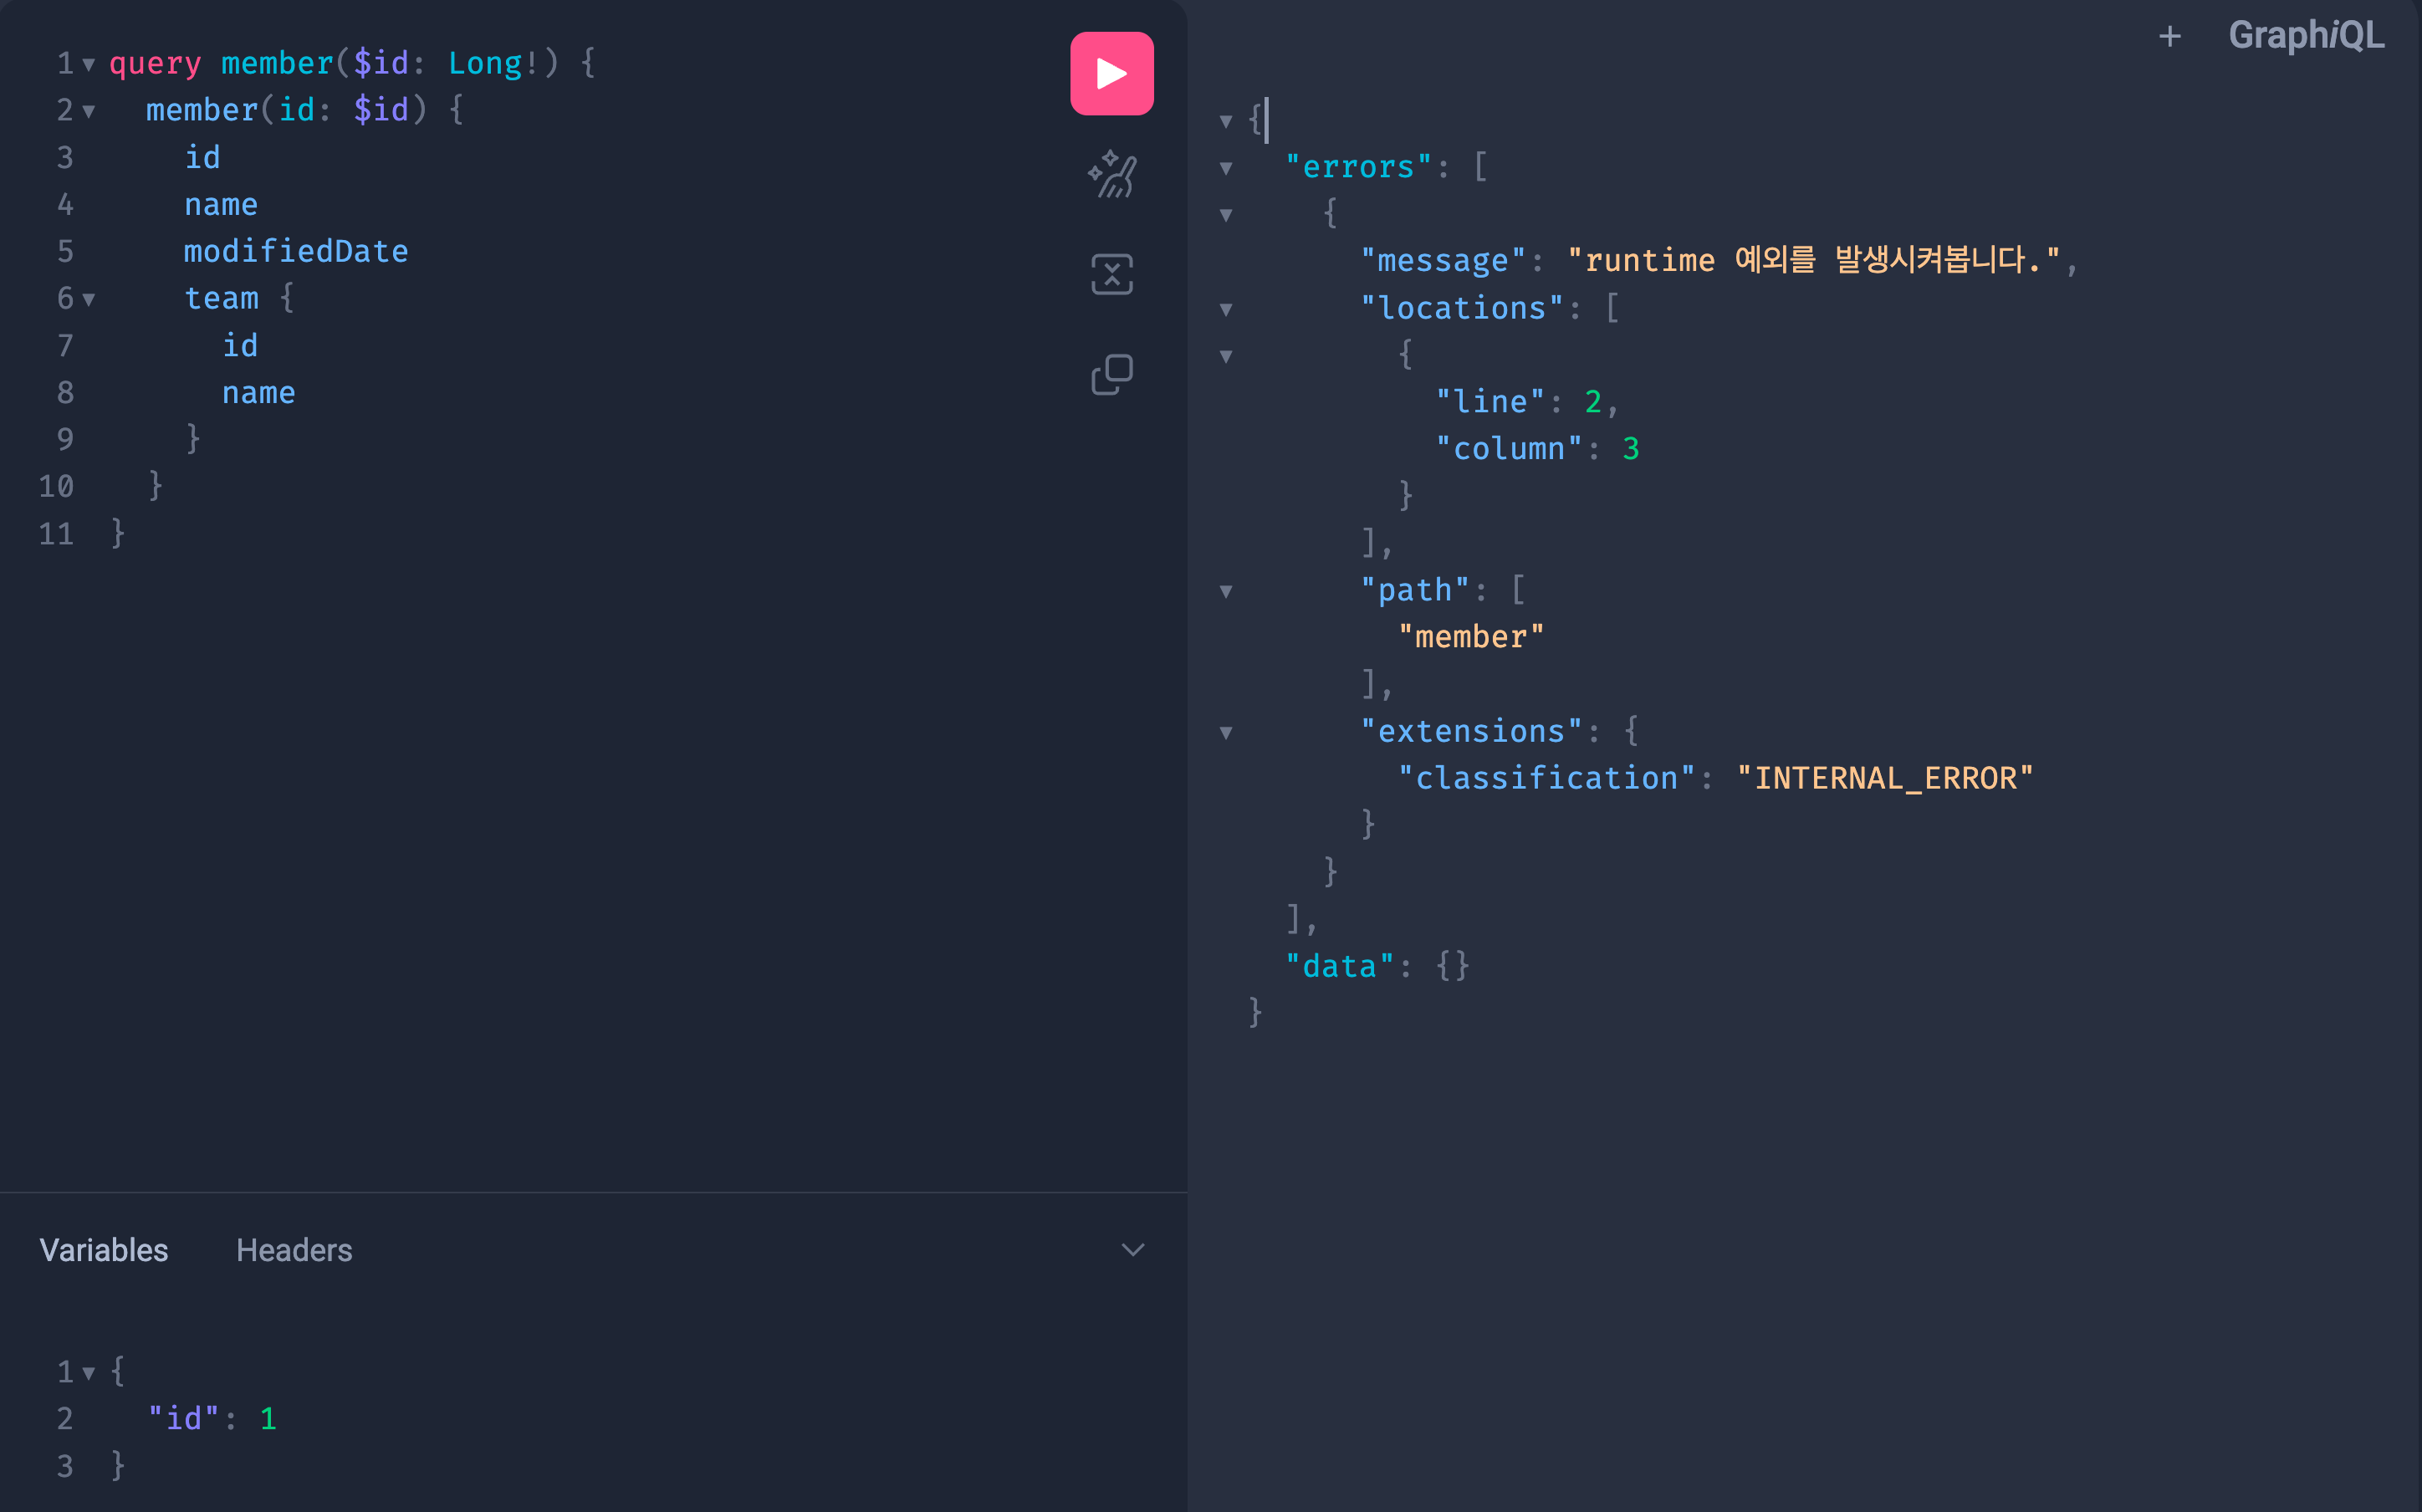 1 query member($id: Long!) {
2   member(id: $id) {
3     id
4     name
5     modifiedDate
6     team {
7       id
8       name
9     }
10   }
11 }
Variables Headers
1 {
2   "id": 1
3 }
+ GraphiQL
{
  "errors": [
    {
      "message": "runtime 예외를 발생시켜봅니다.",
      "locations": [
        {
          "line": 2,
          "column": 3
        }
      ],
      "path": [
        "member"
      ],
      "extensions": {
        "classification": "INTERNAL_ERROR"
      }
    }
  ],
  "data": {}
}